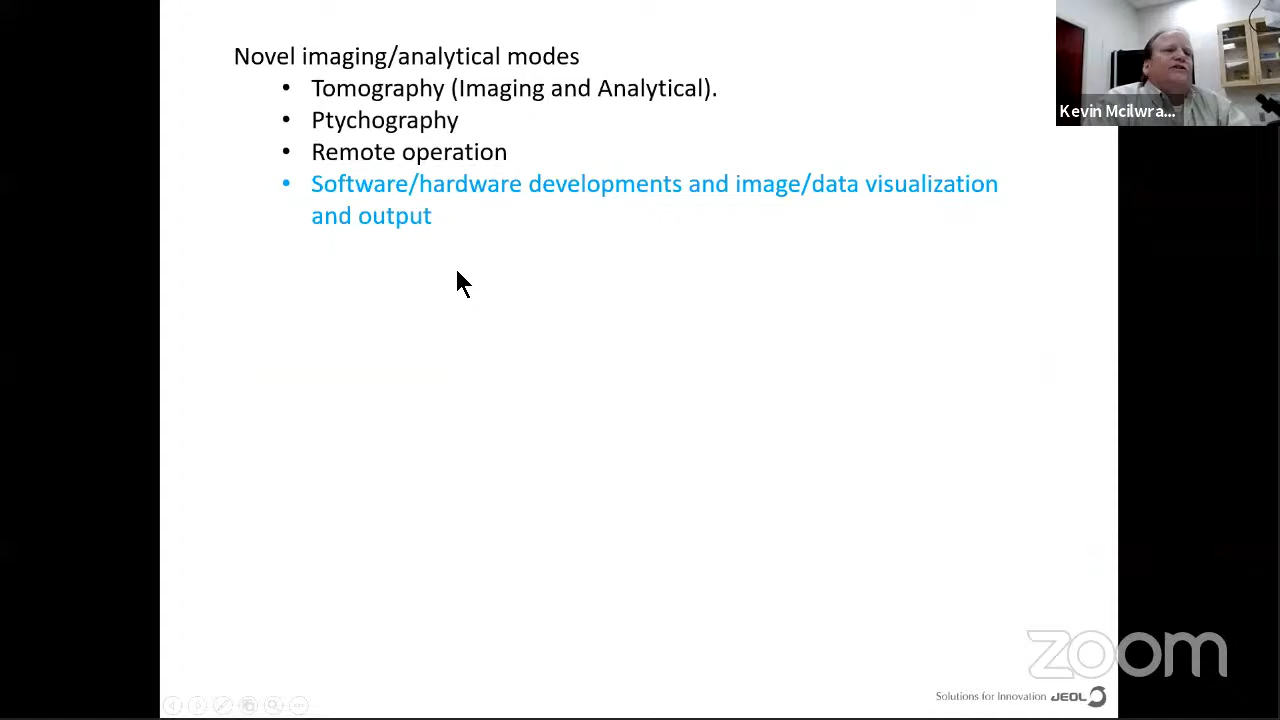 Novel imaging/analytical modes
• Tomography (Imaging and Analytical).
• Ptychography
• Remote operation
• Software/hardware developments and image/data visualization
and output
Kevin Mcilwra...
zoom
Solutions for Innovation JEOL